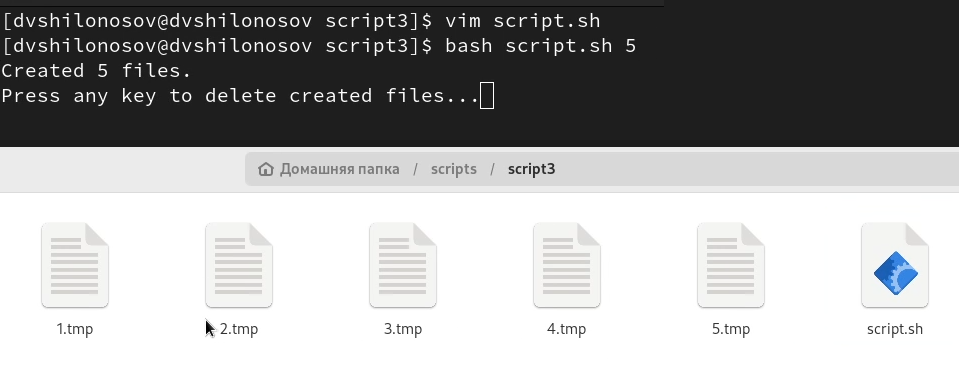 [dvshilonosov@dvshilonosov script3]$ vim script.sh
[dvshilonosov@dvshilonosov script3]$ bash script.sh 5
Created 5 files.
Press any key to delete created files...
Домашняя папка / scripts / script3
1.tmp 2.tmp 3.tmp 4.tmp 5.tmp script.sh